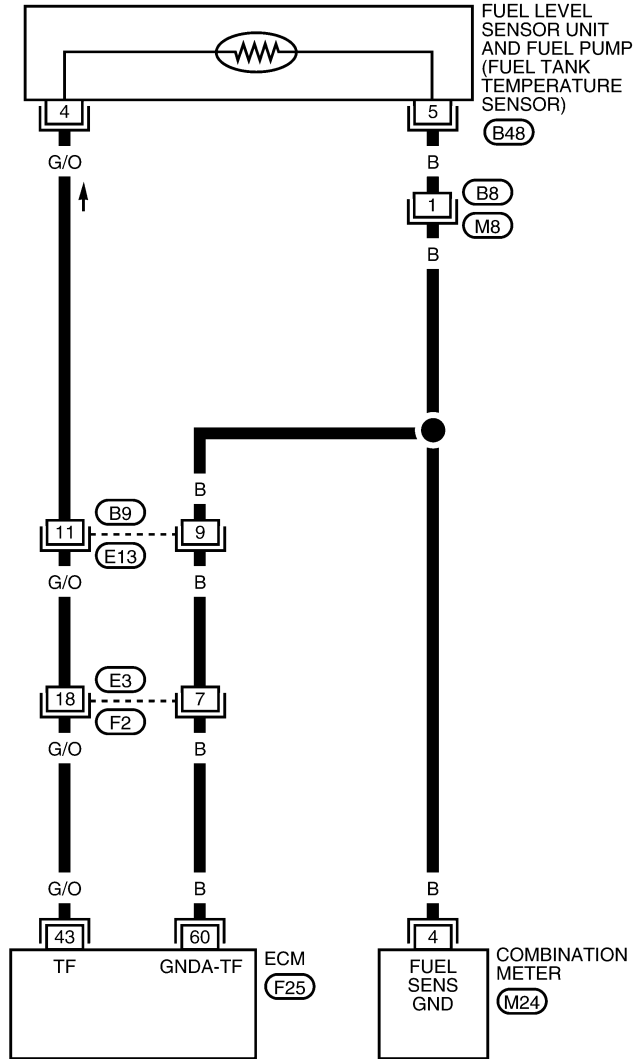 FUEL LEVEL
SENSOR UNIT
AND FUEL PUMP
(FUEL TANK
TEMPERATURE
SENSOR)
4
5
B48
G/O
B
1
B8
M8
B
B
11
B9
9
E13
G/O
B
18
E3
7
F2
G/O
B
G/O
B
B
43
60
4
TF
GNDA-TF
ECM
F25
FUEL
SENS
GND
COMBINATION
METER
M24